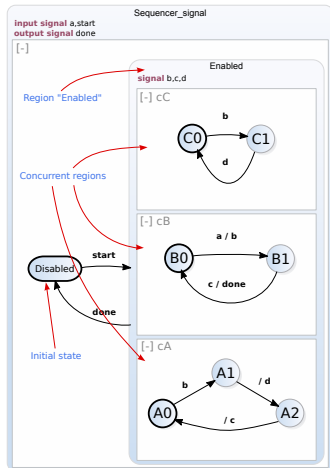 Sequencer_signal
input signal a,start
output signal done
[-]
Enabled
signal b,c,d
Region "Enabled"
[-] cC
b
C0
C1
d
Concurrent regions
[-] cB
a / b
B0
B1
c / done
start
Disabled
done
Initial state
[-] cA
A1
b
/ d
A0
A2
/ c